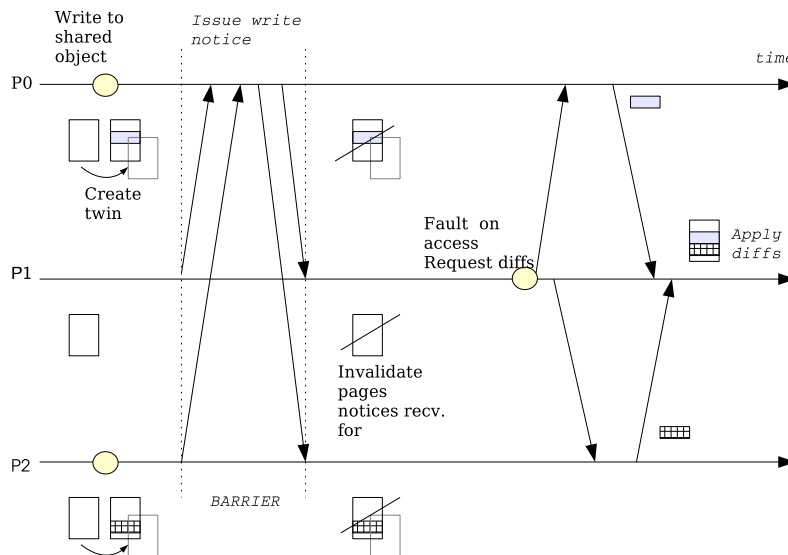 Write to
shared
object
Issue write
notice
time
P0
Create
twin
Fault on
access
Request diffs
Apply
diffs
P1
Invalidate
pages
notices recv.
for
P2
BARRIER